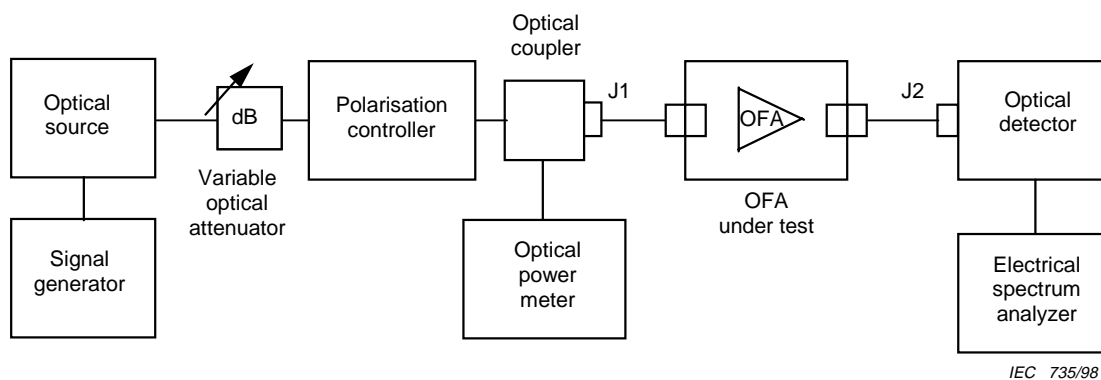 Optical
coupler
Optical
source
dB
Polarisation
controller
J1
OFA
J2
Optical
detector
Variable
optical
attenuator
OFA
under test
Signal
generator
Optical
power
meter
Electrical
spectrum
analyzer
IEC 735/98